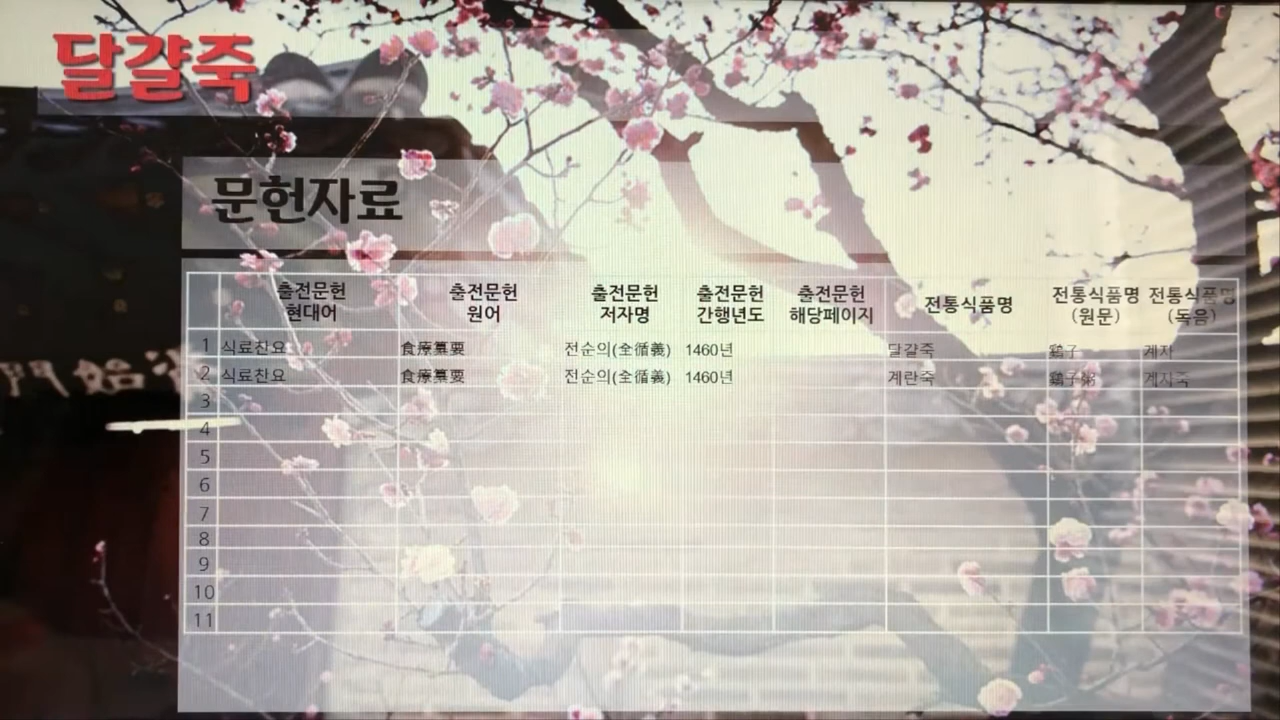 달걀죽
문헌자료
출전문헌 현대어 출전문헌 원어 출전문헌 저자명 출전문헌 간행년도 출전문헌 해당페이지 전통식품명 전통식품명 (원문) 전통식품명 (독음)
1 식료찬요 食療纂要 전순의(全循義) 1460년 달걀죽 鷄子 계자
2 식료찬요 食療纂要 전순의(全循義) 1460년 계란죽 鷄子粥 계자죽
3
4
5
6
7
8
9
10
11